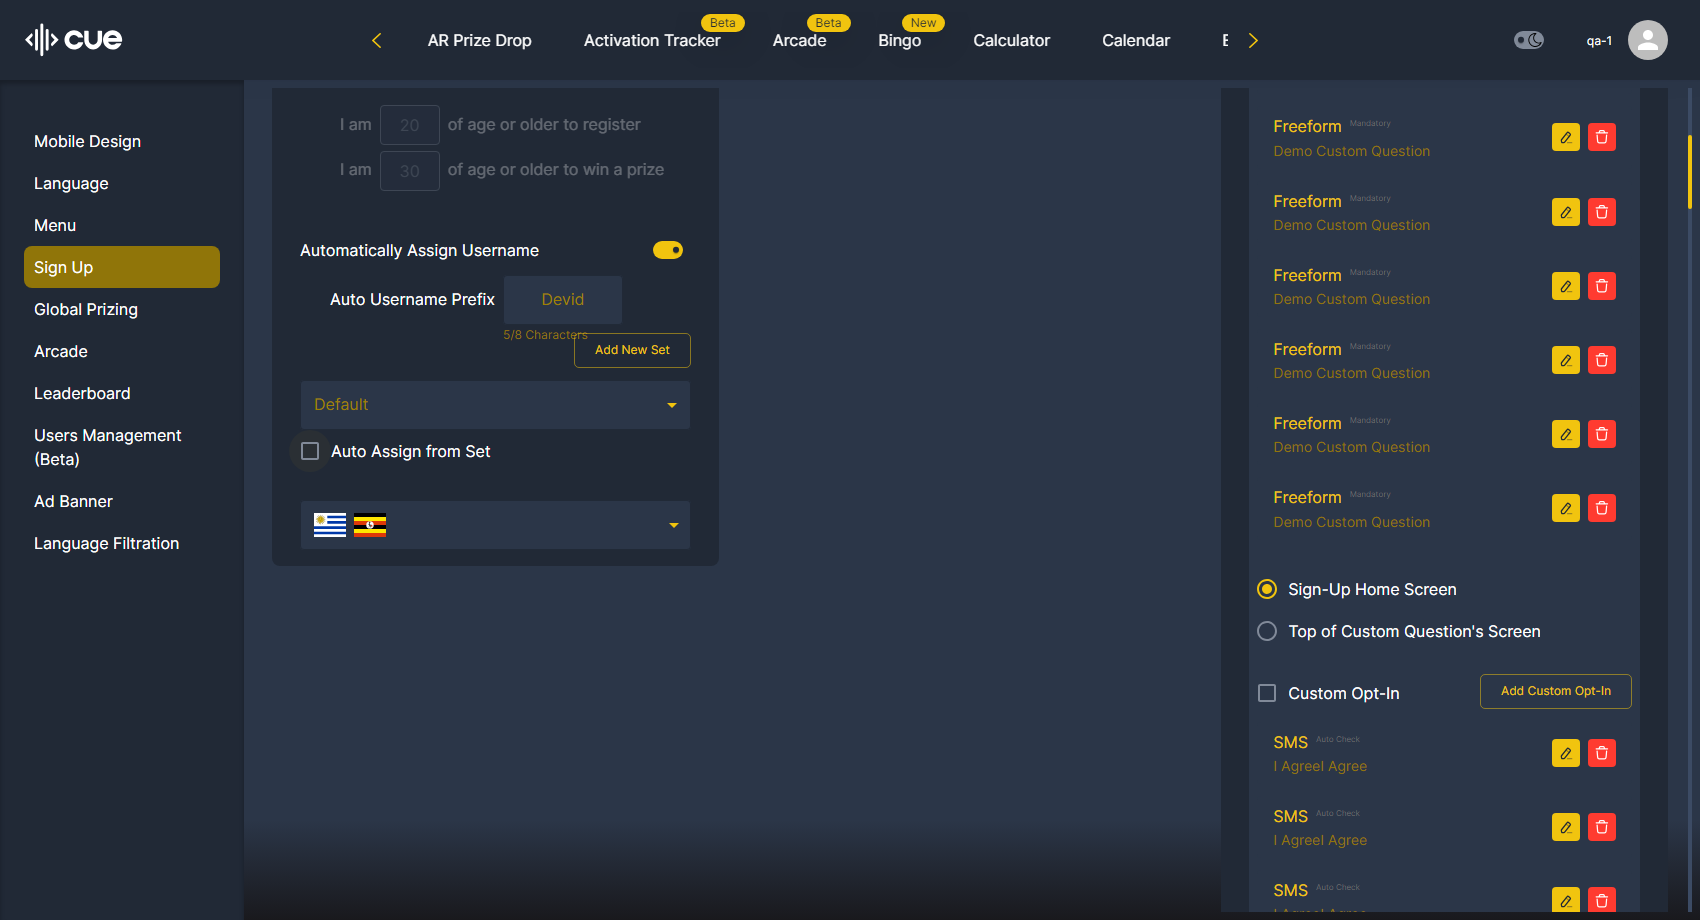 cue
AR Prize Drop
Activation Tracker
Beta
Arcade
Beta
Bingo
New
Calculator
Calendar
qa-1
Mobile Design
Language
Menu
Sign Up
Global Prizing
Arcade
Leaderboard
Users Management
(Beta)
Ad Banner
Language Filtration
I am 20 of age or older to register
I am 30 of age or older to win a prize
Automatically Assign Username
Auto Username Prefix Devid
5/8 Characters
Add New Set
Default
Auto Assign from Set
Freeform Mandatory
Demo Custom Question
Freeform Mandatory
Demo Custom Question
Freeform Mandatory
Demo Custom Question
Freeform Mandatory
Demo Custom Question
Freeform Mandatory
Demo Custom Question
Freeform Mandatory
Demo Custom Question
Sign-Up Home Screen
Top of Custom Question's Screen
Custom Opt-In Add Custom Opt-In
SMS Auto Check
I AgreeI Agree
SMS Auto Check
I AgreeI Agree
SMS Auto Check